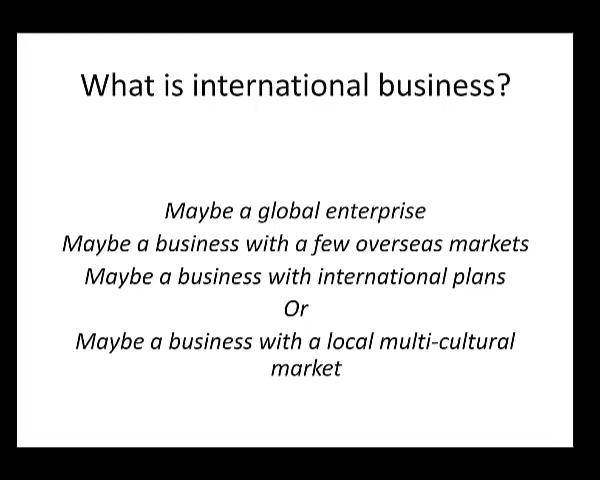 What is international business?
Maybe a global enterprise
Maybe a business with a few overseas markets
Maybe a business with international plans
Or
Maybe a business with a local multi-cultural
market